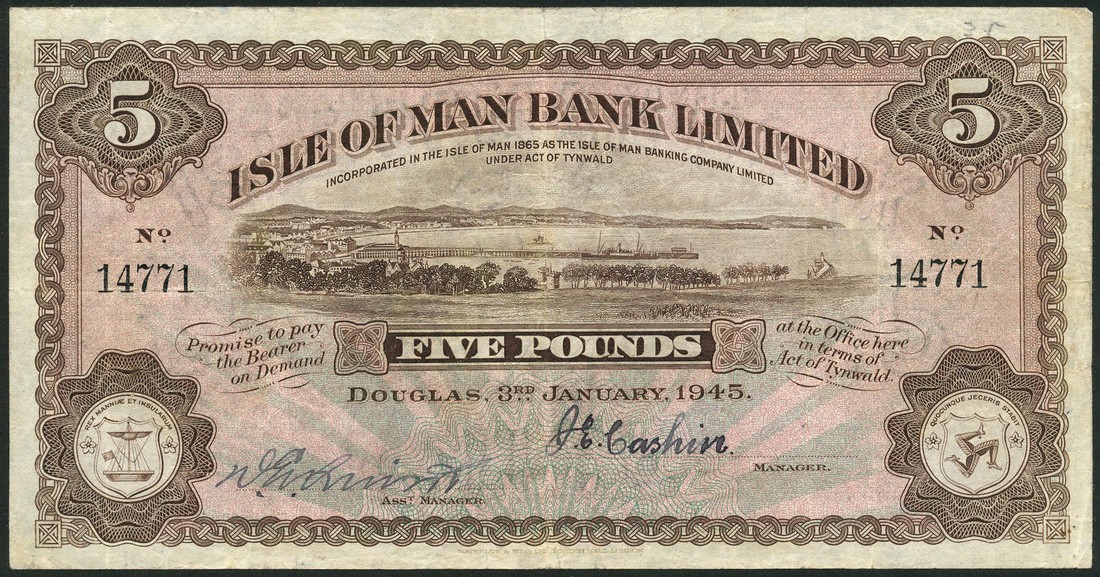 5 5
ISLE OF MAN BANK LIMITED
INCORPORATED IN THE ISLE OF MAN 1865 AS THE ISLE OF MAN BANKING COMPANY LIMITED
UNDER ACT OF TYNWALD
No. No.
14771 14771
Promise to pay
the Bearer
on Demand
FIVE POUNDS
at the Office here
in terms of
Act of Tynwald.
DOUGLAS, 3RD JANUARY, 1945.
REX MANNIÆ ET INSULARUM
QUOCUNQUE JECERIS STABIT
J.E. Cashin.
MANAGER.
ASST MANAGER.